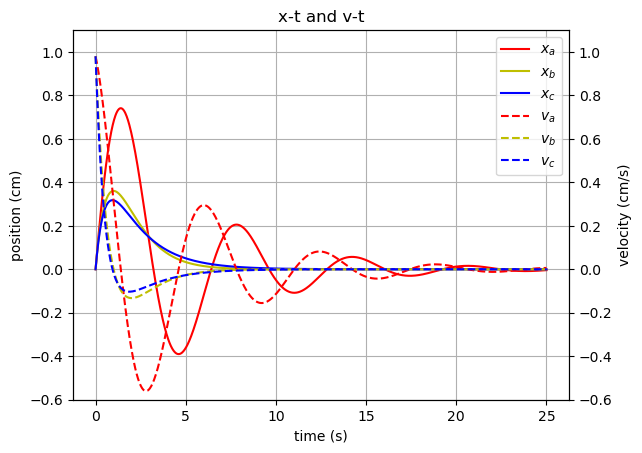 x-t and v-t
position (cm)
1.0
0.8
0.6
0.4
0.2
0.0
−0.2
−0.4
−0.6
x_a
x_b
x_c
v_a
v_b
v_c
1.0
0.8
0.6
0.4
0.2
0.0
−0.2
−0.4
−0.6
velocity (cm/s)
0 5 10 15 20 25
time (s)